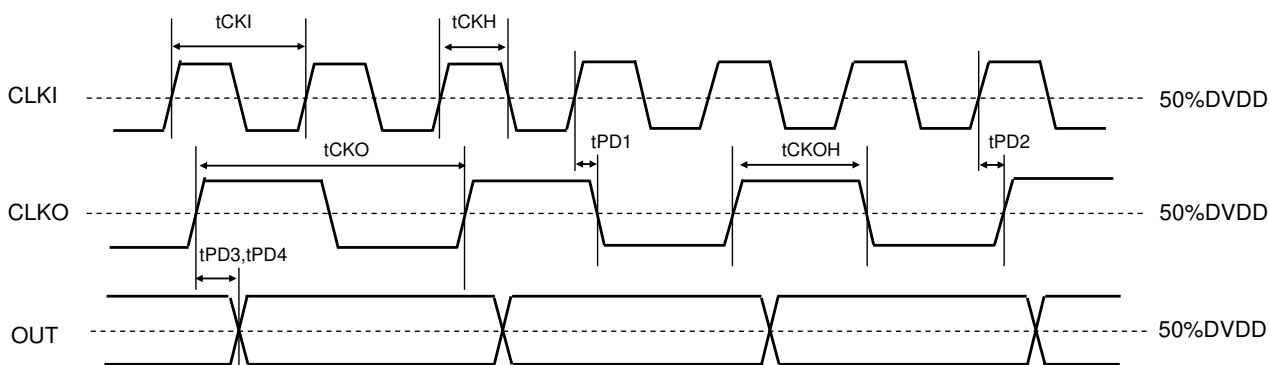 tCKI
tCKH
CLKI
50%DVDD
tCKO
tPD1
tCKOH
tPD2
CLKO
50%DVDD
tPD3,tPD4
OUT
50%DVDD